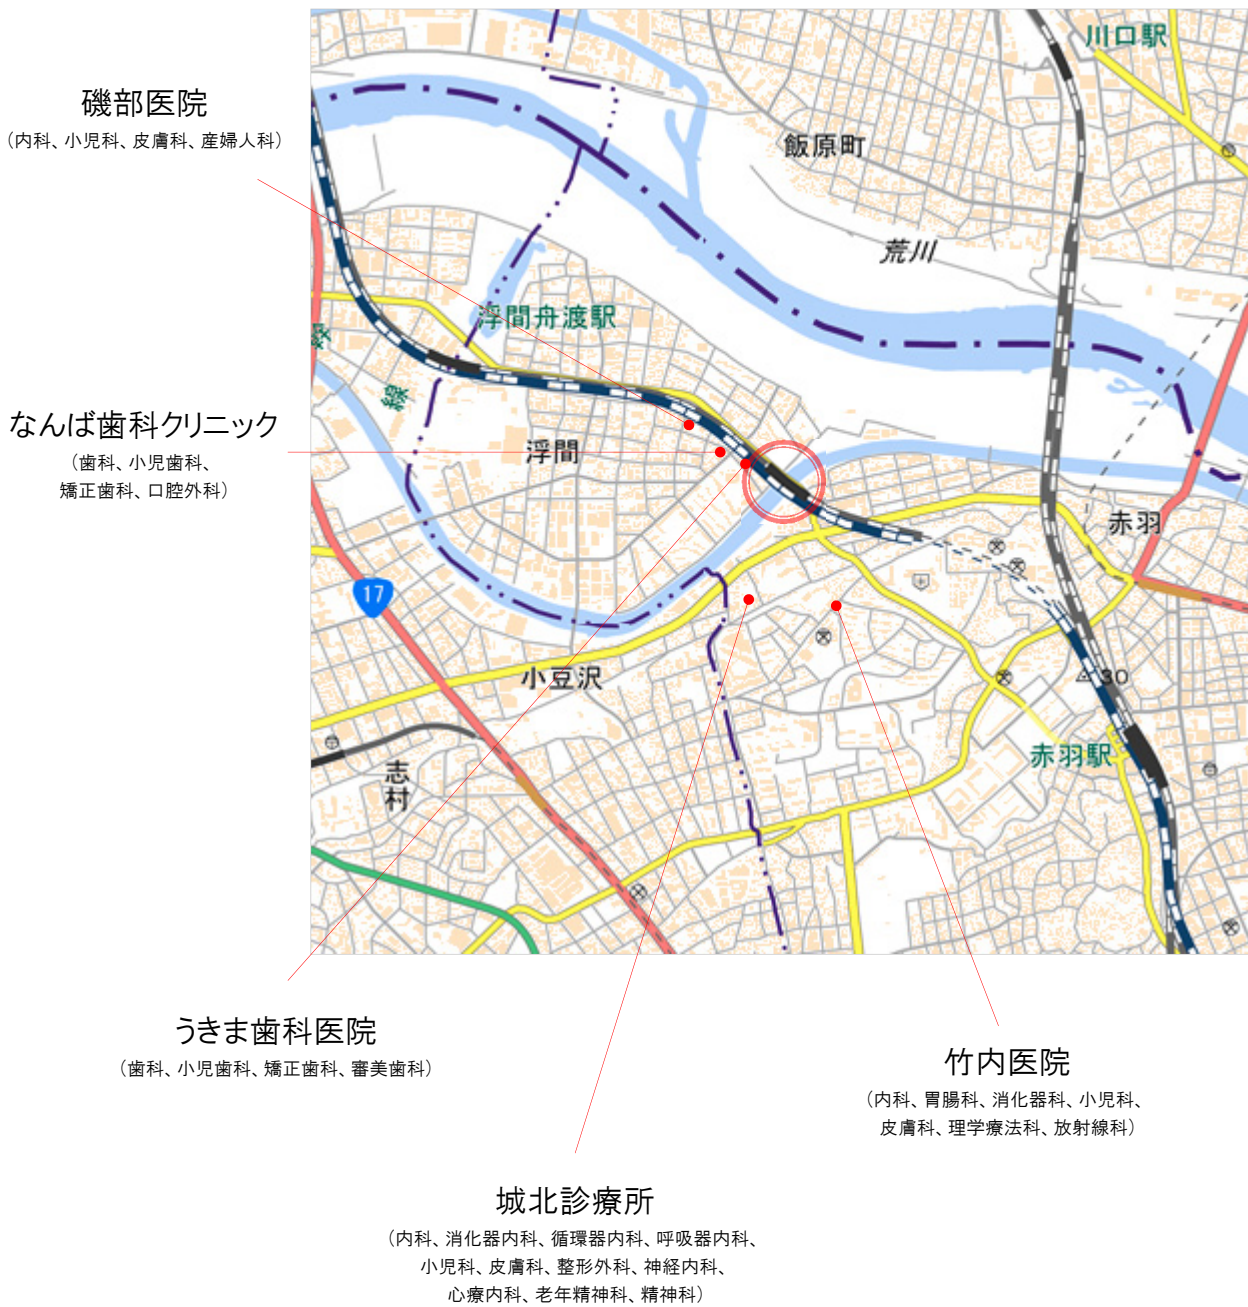 川口駅
磯部医院
（内科、小児科、皮膚科、産婦人科）
飯原町
荒川
浮間舟渡駅
線
なんば歯科クリニック
（歯科、小児歯科、
矯正歯科、口腔外科）
浮間
赤羽
17
小豆沢
30
赤羽駅
志村
うきま歯科医院
（歯科、小児歯科、矯正歯科、審美歯科）
竹内医院
（内科、胃腸科、消化器科、小児科、
皮膚科、理学療法科、放射線科）
城北診療所
（内科、消化器内科、循環器内科、呼吸器内科、
小児科、皮膚科、整形外科、神経内科、
心療内科、老年精神科、精神科）